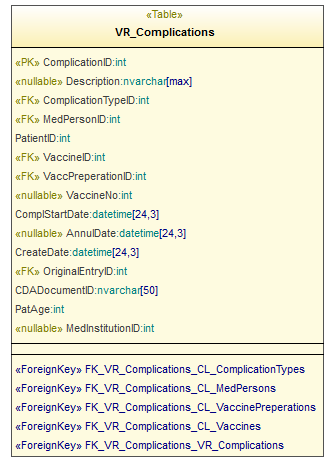 «Table»
VR_Complications
«PK» ComplicationID:int
«nullable» Description:nvarchar[max]
«FK» ComplicationTypeID:int
«FK» MedPersonID:int
PatientID:int
«FK» VaccineID:int
«FK» VaccPreperationID:int
«nullable» VaccineNo:int
ComplStartDate:datetime[24,3]
«nullable» AnnulDate:datetime[24,3]
CreateDate:datetime[24,3]
«FK» OriginalEntryID:int
CDADocumentID:nvarchar[50]
PatAge:int
«nullable» MedInstitutionID:int
«ForeignKey» FK_VR_Complications_CL_ComplicationTypes
«ForeignKey» FK_VR_Complications_CL_MedPersons
«ForeignKey» FK_VR_Complications_CL_VaccinePreperations
«ForeignKey» FK_VR_Complications_CL_Vaccines
«ForeignKey» FK_VR_Complications_VR_Complications